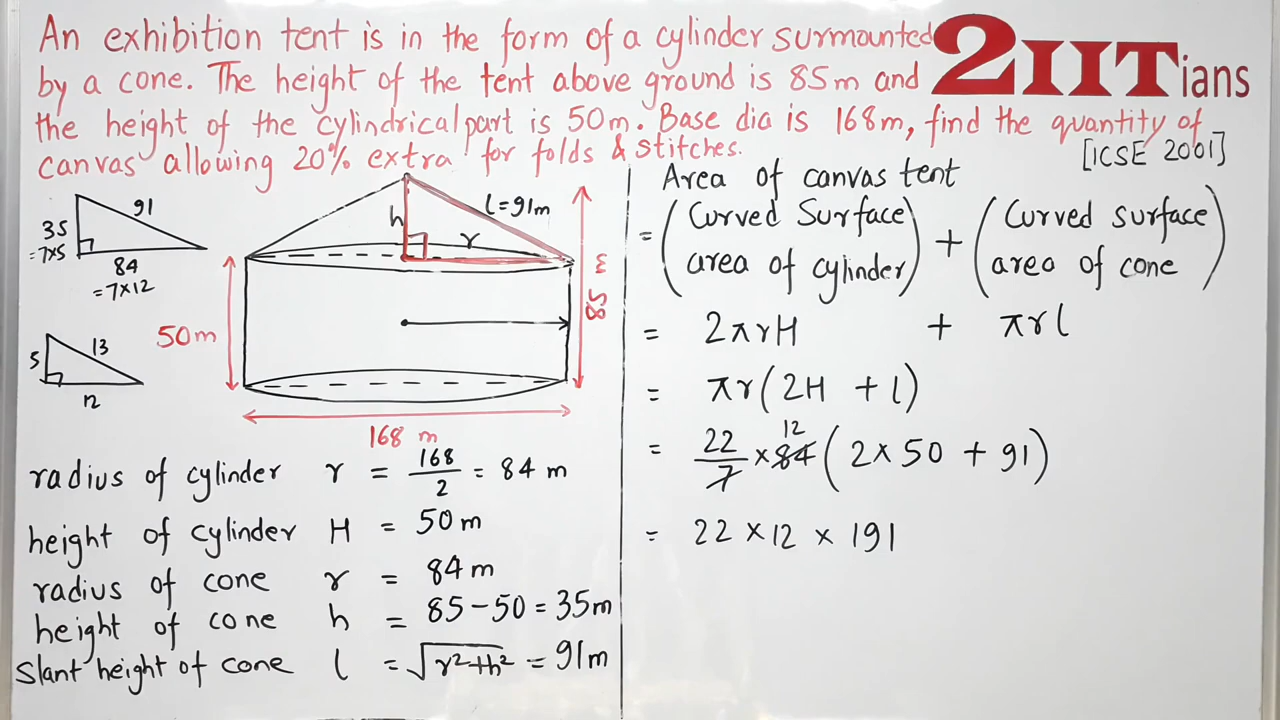 An exhibition tent is in the form of a cylinder surmounted
by a cone. The height of the tent above ground is 85m and
the height of the cylindrical part is 50m. Base dia is 168m, find the quantity of
canvas allowing 20% extra for folds & stitches.
[ICSE 2001]
2IITians
35
= 7x5
91
84
= 7x12
5
13
12
h
r
l=91m
50m
85 m
168 m
radius of cylinder r = 168/2 = 84 m
height of cylinder H = 50m
radius of cone r = 84m
height of cone h = 85-50=35m
Slant height of cone l = √r²+h² = 91m
Area of canvas tent
= (Curved Surface area of cylinder) + (Curved surface area of cone)
= 2πrH + πrl
= πr(2H + l)
12
= 22/7 × 84 (2×50 + 91)
= 22 ×12 × 191